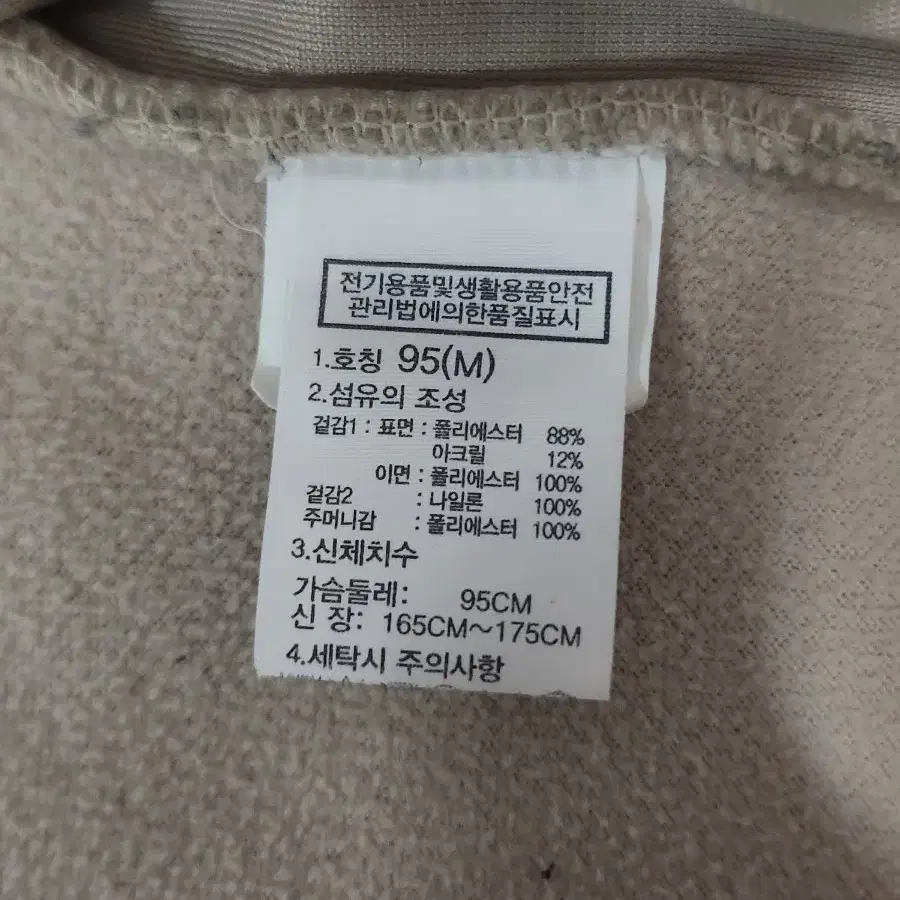 전기용품및생활용품안전
관리법에의한품질표시
1.호칭 95(M)
2.섬유의 조성
겉감1 : 표면 : 폴리에스터 88%
아크릴 12%
이면 : 폴리에스터 100%
겉감2 : 나일론 100%
주머니감 : 폴리에스터 100%
3.신체치수
가슴둘레: 95CM
신 장: 165CM~175CM
4.세탁시 주의사항